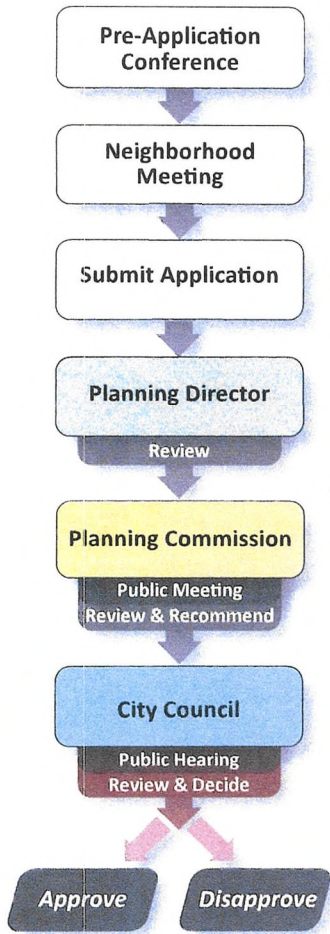 Pre-Application
Conference
Neighborhood
Meeting
Submit Application
Planning Director
Review
Planning Commission
Public Meeting
Review & Recommend
City Council
Public Hearing
Review & Decide
Approve
Disapprove